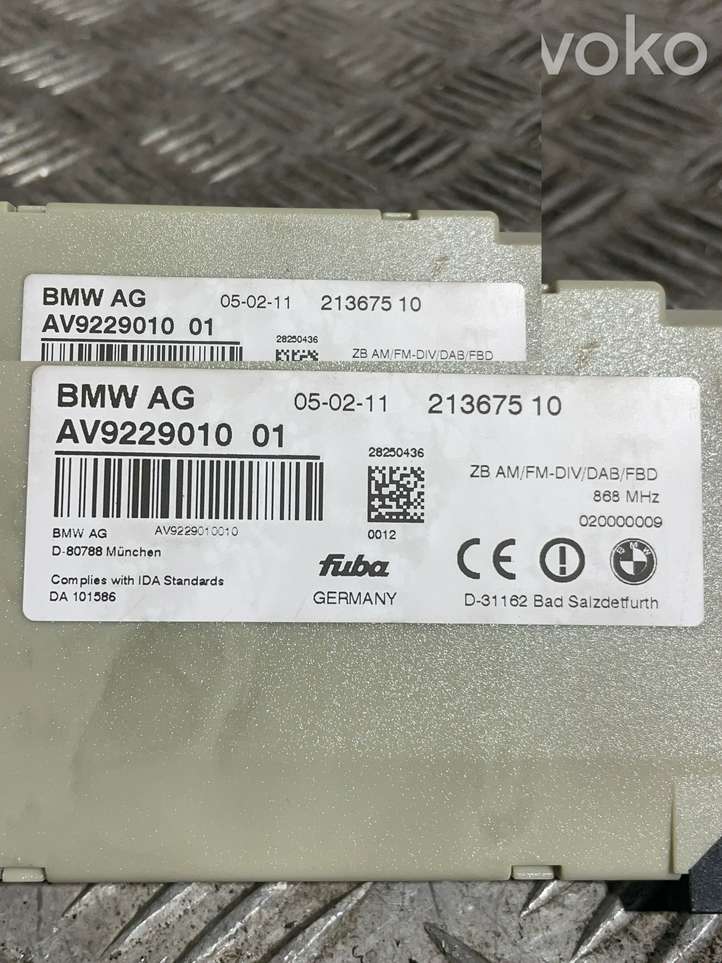 voko
BMW AG 05-02-11 213675 10
AV9229010 01
28250436
ZB AM/FM-DIV/DAB/FBD
BMW AG 05-02-11 213675 10
AV9229010 01
28250436
ZB AM/FM-DIV/DAB/FBD
868 MHz
020000009
BMW AG AV9229010010 0012
D-80788 München
fuba CE BMW
Complies with IDA Standards
DA 101586
GERMANY D-31162 Bad Salzdetfurth